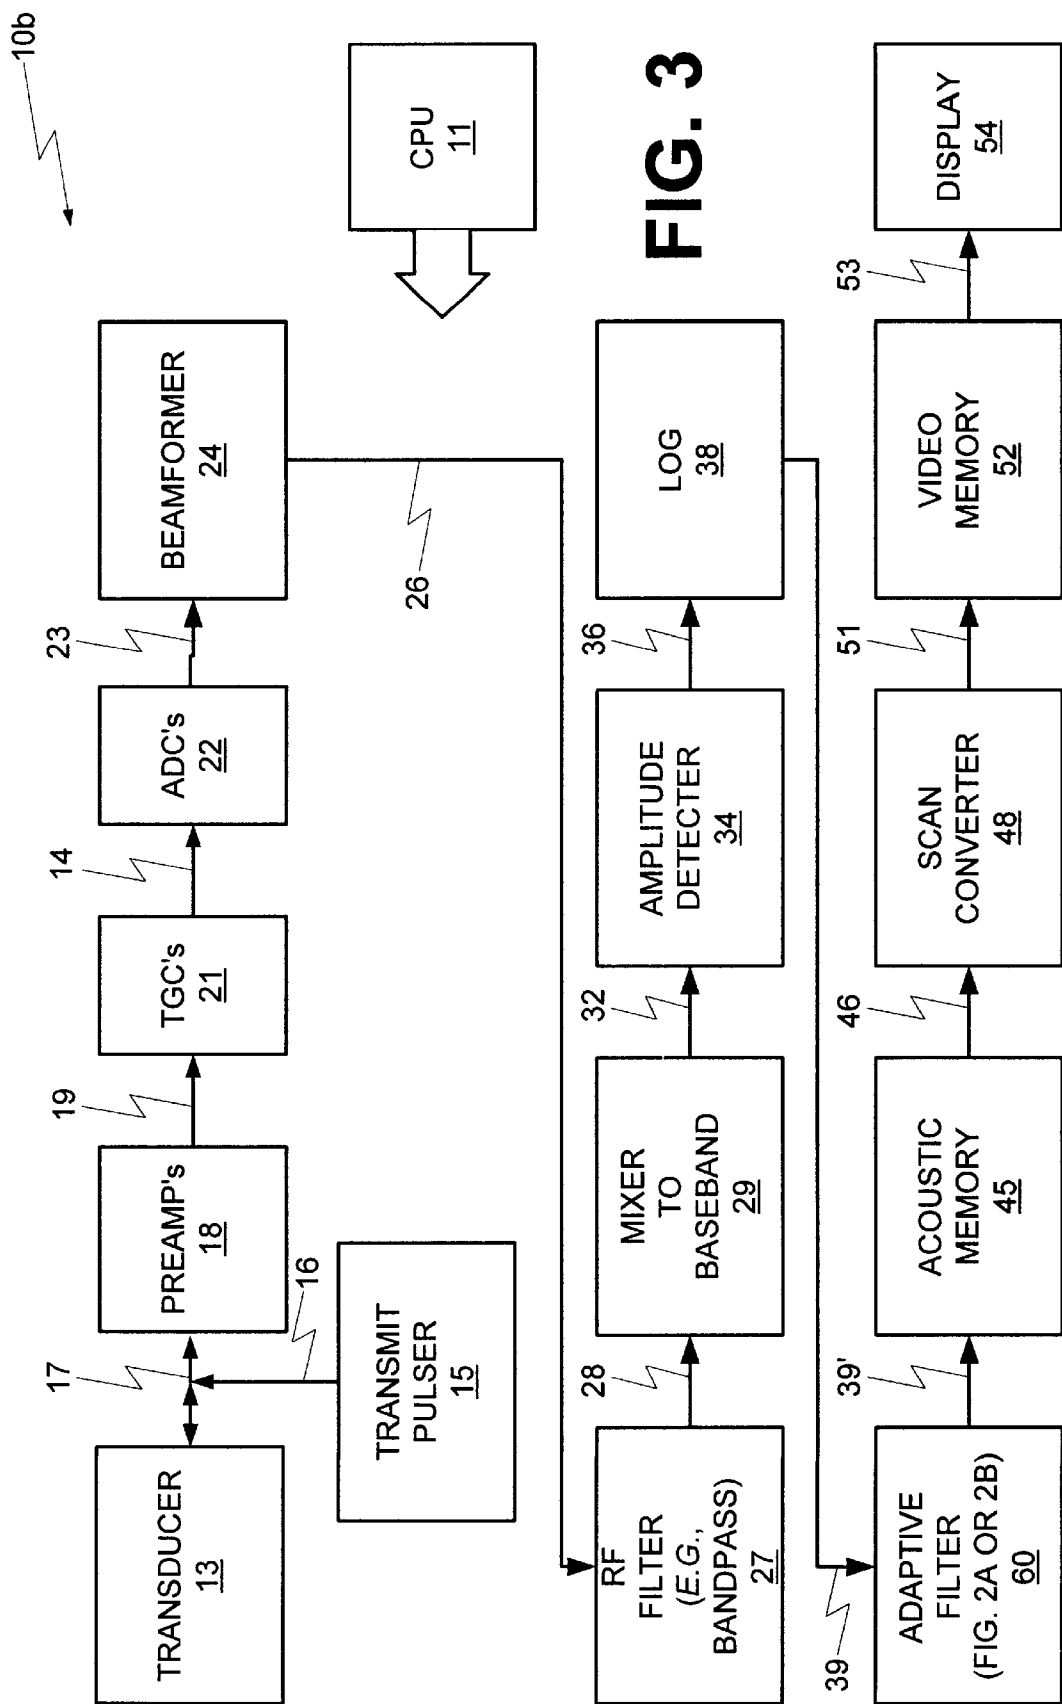 10b
TRANSDUCER
13
17
TRANSMIT
PULSER
15
16
PREAMP's
18
19
TGC's
21
14
ADC's
22
23
BEAMFORMER
24
26
CPU
11
RF
FILTER
(E.G.,
BANDPASS)
27
28
MIXER
TO
BASEBAND
29
32
AMPLITUDE
DETECTER
34
36
LOG
38
FIG. 3
39
ADAPTIVE
FILTER
(FIG. 2A OR 2B)
60
39'
ACOUSTIC
MEMORY
45
46
SCAN
CONVERTER
48
51
VIDEO
MEMORY
52
53
DISPLAY
54